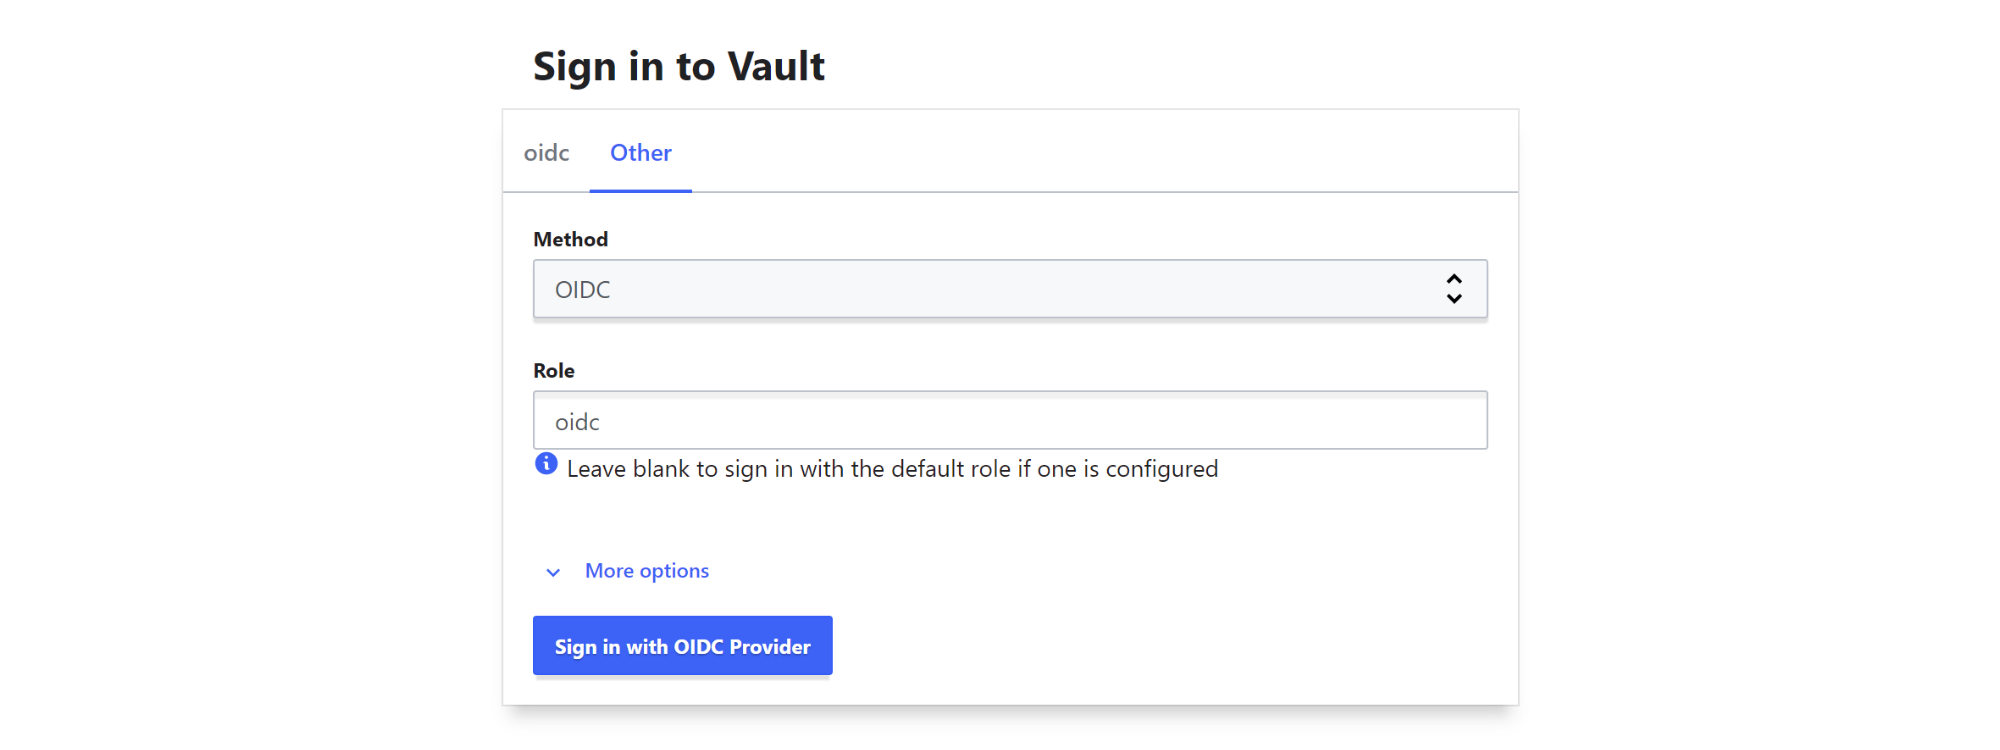 Sign in to Vault
oidc Other
Method
OIDC
Role
oidc
Leave blank to sign in with the default role if one is configured
More options
Sign in with OIDC Provider